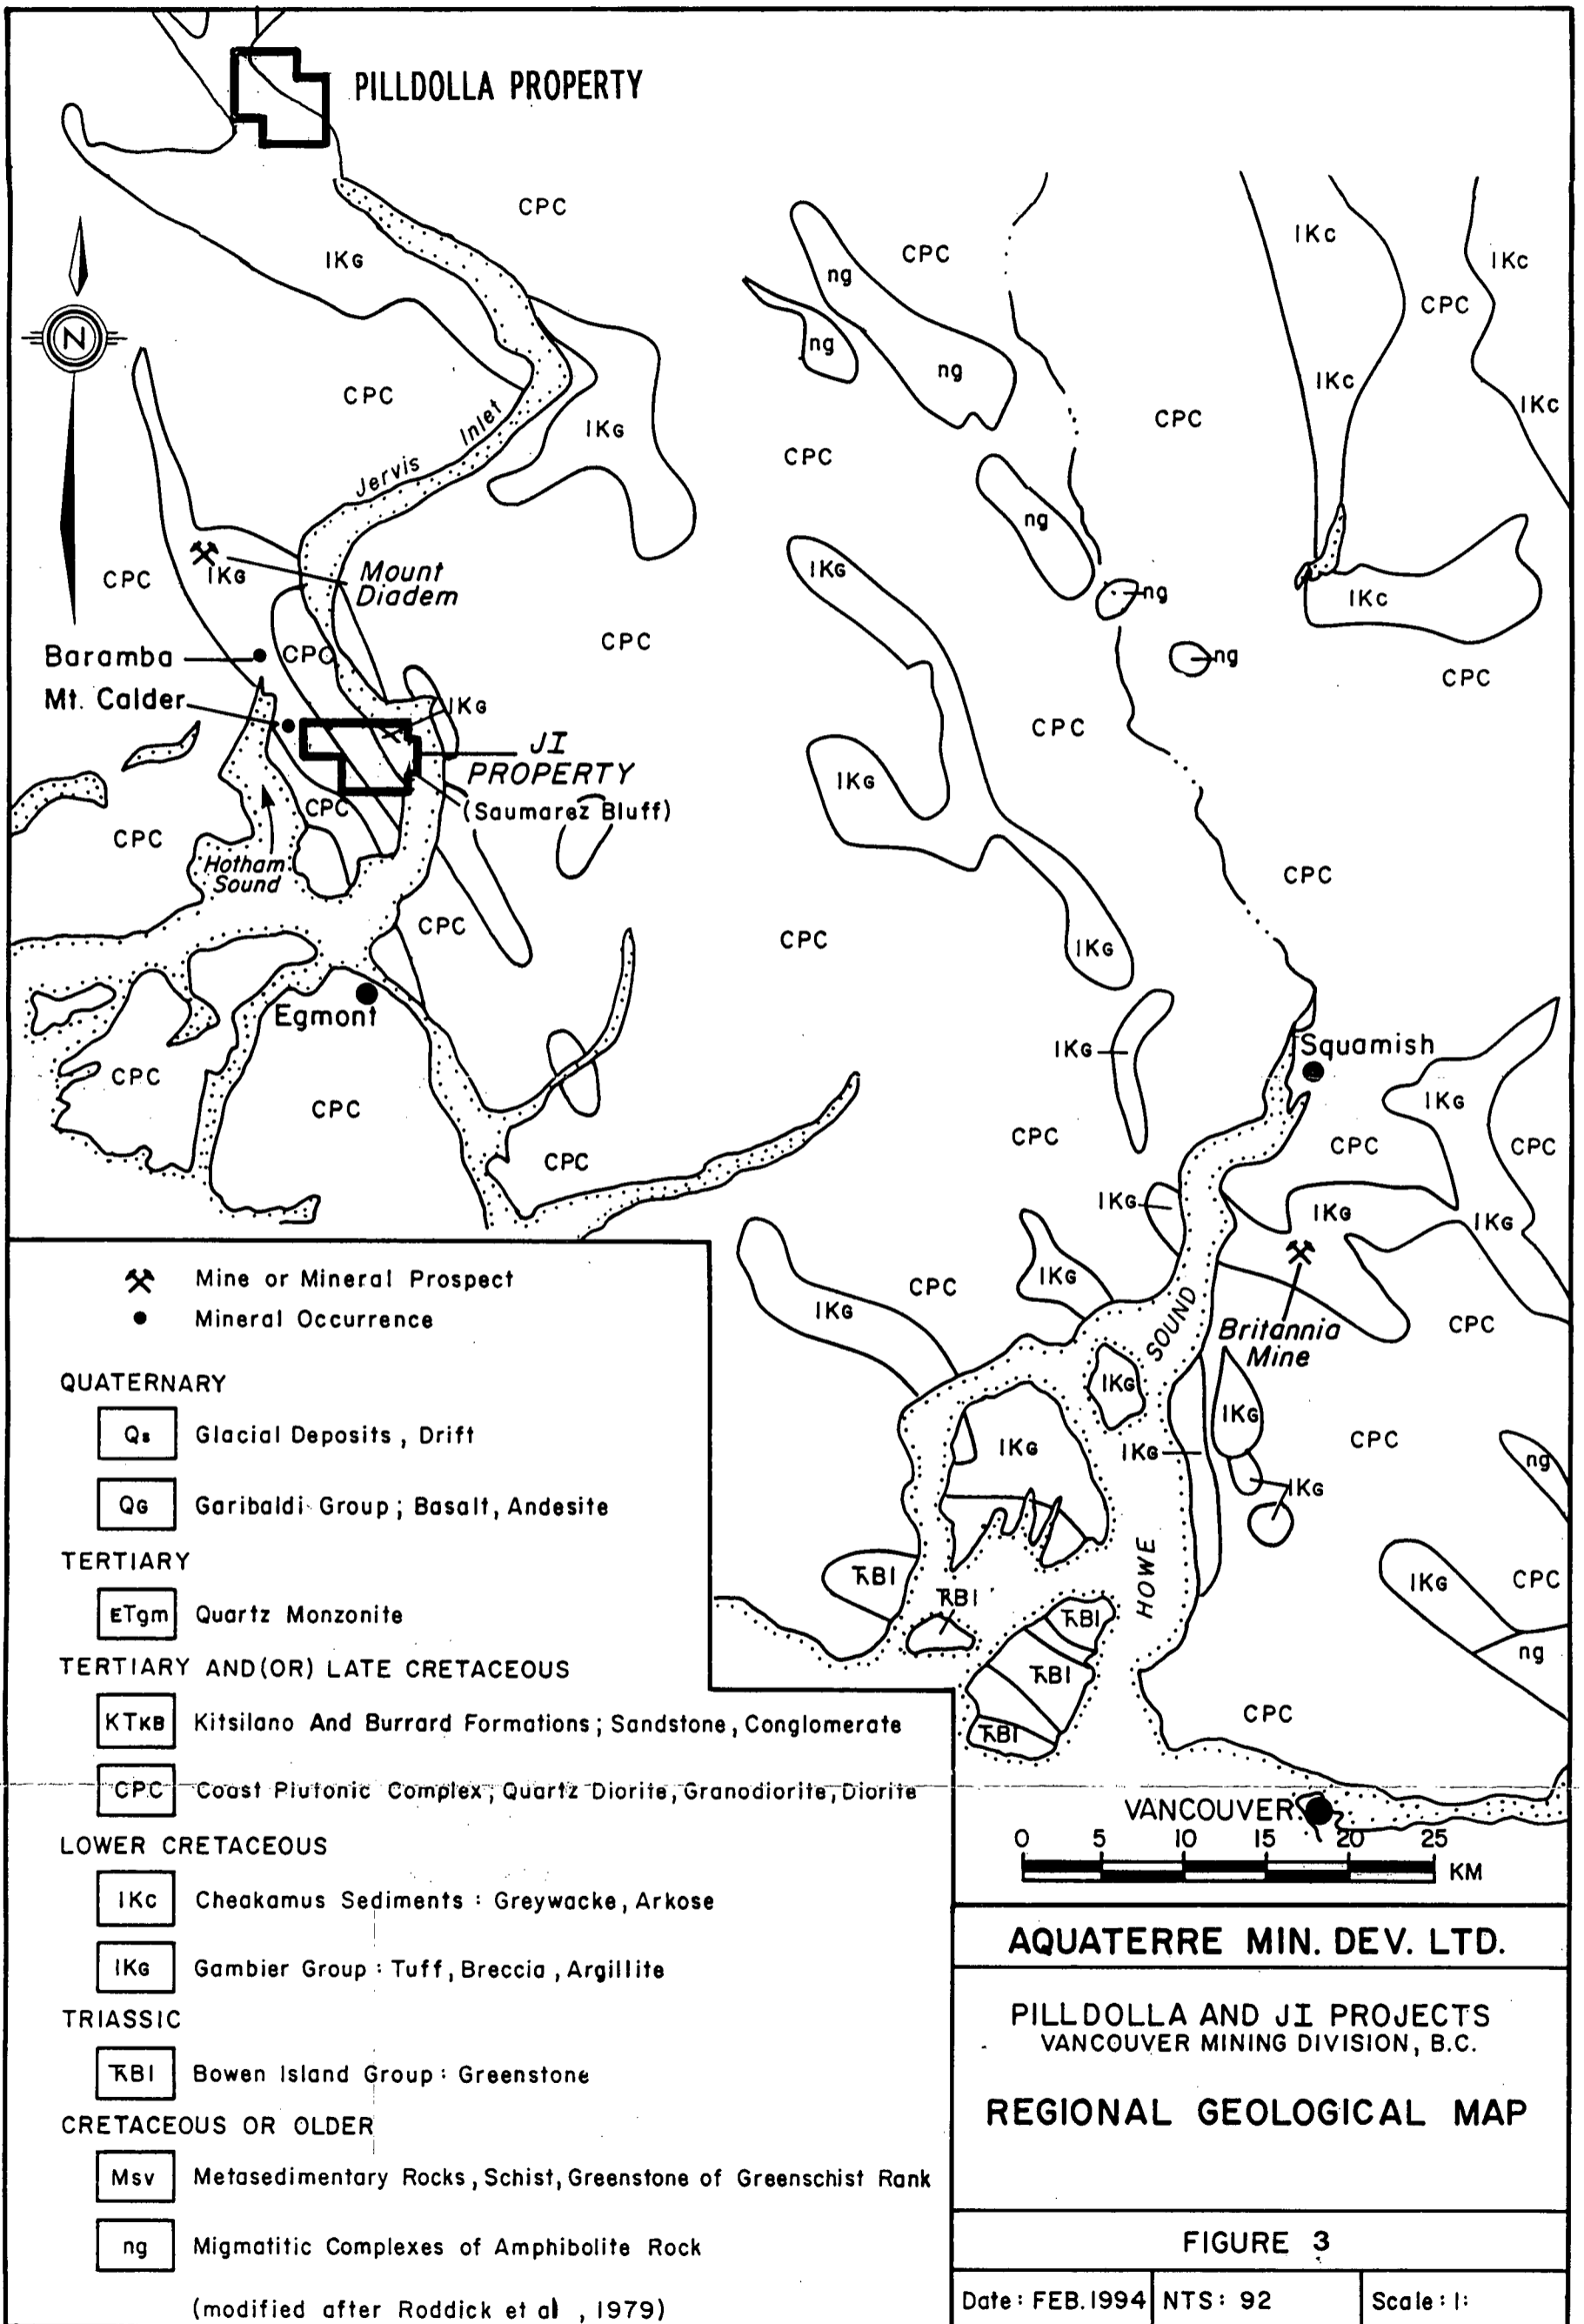 PILLDOLLA PROPERTY
CPC
IKG
CPC
IKc
IKc
ng
CPC
ng
ng
IKc
IKc
N
CPC
Inlet
Jervis
IKG
CPC
CPC
CPC
ng
Mount
Diadem
IKG
CPC
IKG
ng
IKc
ng
CPC
CPC
Baramba
CPC
Mt. Calder
IKG
CPC
JI
PROPERTY
(Saumarez Bluff)
IKG
CPC
CPC
Hotham
Sound
CPC
CPC
CPC
IKG
Egmont
CPC
CPC
CPC
IKG
Squamish
IKG
CPC
CPC
CPC
IKG
IKG
IKG
IKG
CPC
IKG
SOUND
Britannia
Mine
CPC
IKG
IKG
IKG
IKG
CPC
ng
IKG
HOWE
ꞆBI
ꞆBI
ꞆBI
ꞆBI
ꞆBI
IKG
CPC
ng
CPC
VANCOUVER
0 5 10 15 20 25
KM
Mine or Mineral Prospect
Mineral Occurrence
QUATERNARY
Qs Glacial Deposits, Drift
QG Garibaldi Group; Basalt, Andesite
TERTIARY
ETgm Quartz Monzonite
TERTIARY AND(OR) LATE CRETACEOUS
KTKB Kitsilano And Burrard Formations; Sandstone, Conglomerate
CPC Coast Plutonic Complex; Quartz Diorite, Granodiorite, Diorite
LOWER CRETACEOUS
IKc Cheakamus Sediments: Greywacke, Arkose
IKG Gambier Group: Tuff, Breccia, Argillite
TRIASSIC
ꞆBI Bowen Island Group: Greenstone
CRETACEOUS OR OLDER
Msv Metasedimentary Rocks, Schist, Greenstone of Greenschist Rank
ng Migmatitic Complexes of Amphibolite Rock
(modified after Roddick et al, 1979)
AQUATERRE MIN. DEV. LTD.
PILLDOLLA AND JI PROJECTS
VANCOUVER MINING DIVISION, B.C.
REGIONAL GEOLOGICAL MAP
FIGURE 3
Date: FEB. 1994 NTS: 92 Scale: 1: